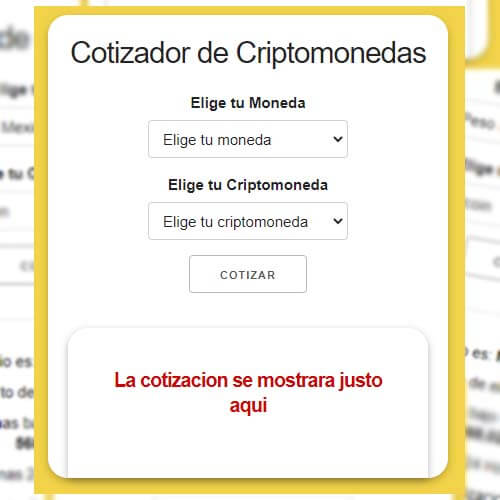 Cotizador de Criptomonedas
Elige tu Moneda
Elige tu moneda
Elige tu Criptomoneda
Elige tu criptomoneda
COTIZAR
La cotizacion se mostrara justo
aqui